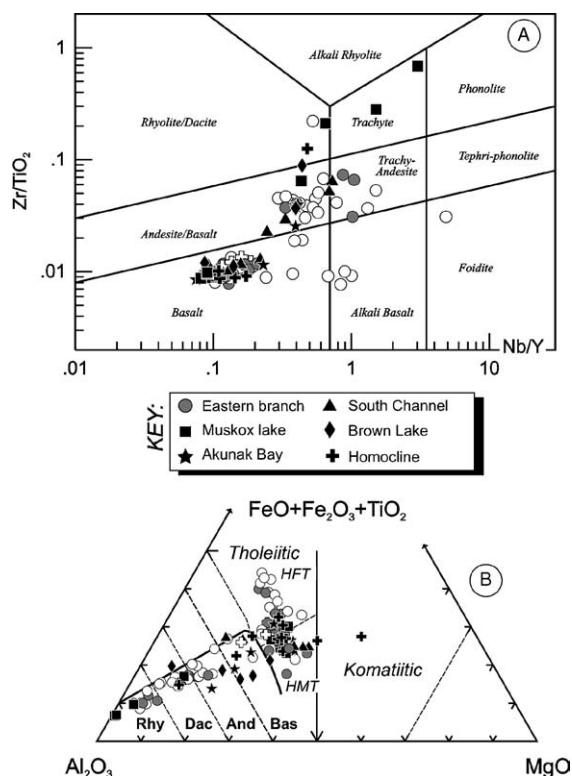 A
1
.1
.01
Zr/TiO2
Alkali Rhyolite
Phonolite
Rhyolite/Dacite
Trachyte
Trachy-
Andesite
Tephri-phonolite
Andesite/Basalt
Foidite
Basalt
Alkali Basalt
.01 .1 1 10 Nb/Y
KEY:
Eastern branch South Channel
Muskox lake Brown Lake
Akunak Bay Homocline
FeO+Fe2O3+TiO2
B
Tholeiitic
HFT
Komatiitic
HMT
Rhy Dac And Bas
Al2O3 MgO